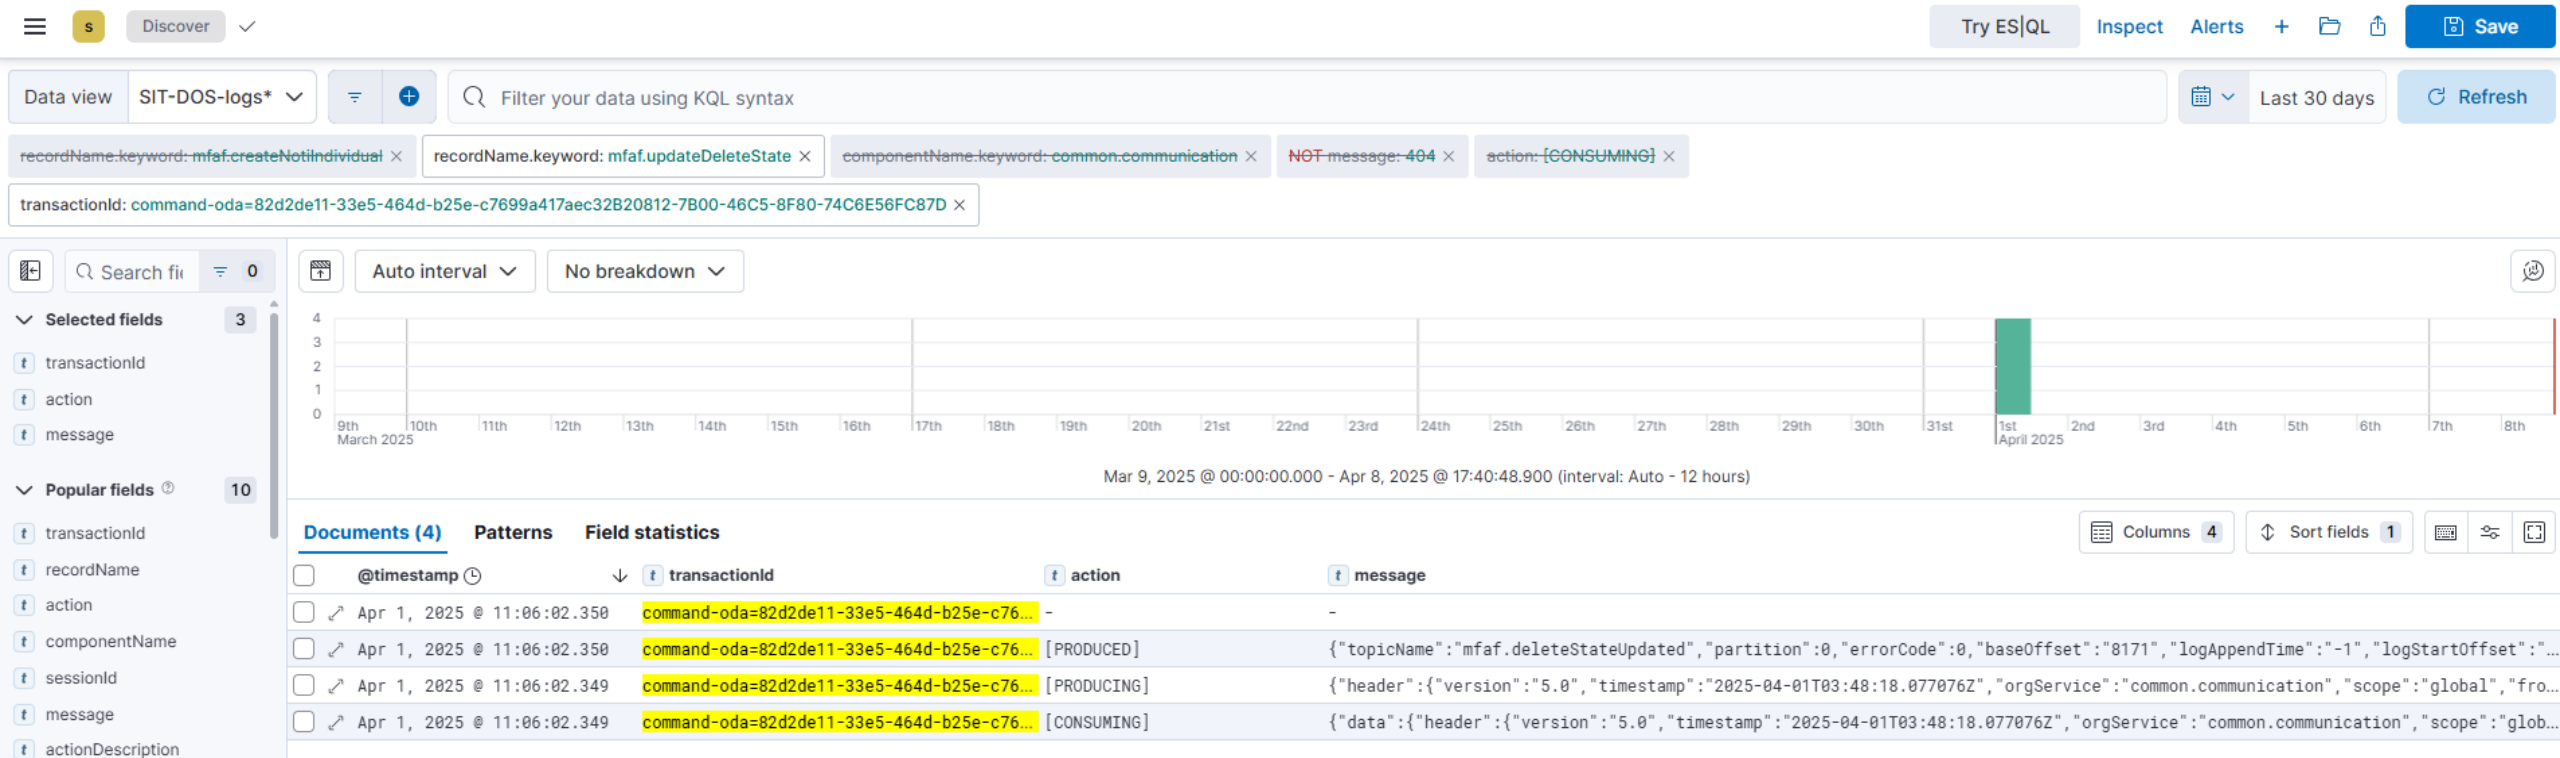 s Discover Try ES|QL Inspect Alerts Save
Data view SIT-DOS-logs* Filter your data using KQL syntax Last 30 days Refresh
recordName.keyword: mfaf.createNotiIndividual recordName.keyword: mfaf.updateDeleteState componentName.keyword: common.communication NOT message: 404 action: [CONSUMING]
transactionId: command-oda=82d2de11-33e5-464d-b25e-c7699a417aec32B20812-7B00-46C5-8F80-74C6E56FC87D
Search fi 0 Auto interval No breakdown
Selected fields 3
t transactionId
t action
t message
Popular fields 10
t transactionId
t recordName
t action
t componentName
t sessionId
t message
t actionDescription
4
3
2
1
0
9th 10th 11th 12th 13th 14th 15th 16th 17th 18th 19th 20th 21st 22nd 23rd 24th 25th 26th 27th 28th 29th 30th 31st 1st 2nd 3rd 4th 5th 6th 7th 8th
March 2025 April 2025
Mar 9, 2025 @ 00:00:00.000 - Apr 8, 2025 @ 17:40:48.900 (interval: Auto - 12 hours)
Documents (4) Patterns Field statistics Columns 4 Sort fields 1
@timestamp t transactionId t action t message
Apr 1, 2025 @ 11:06:02.350 command-oda=82d2de11-33e5-464d-b25e-c76... - -
Apr 1, 2025 @ 11:06:02.350 command-oda=82d2de11-33e5-464d-b25e-c76... [PRODUCED] {"topicName":"mfaf.deleteStateUpdated","partition":0,"errorCode":0,"baseOffset":"8171","logAppendTime":"-1","logStartOffset":"...
Apr 1, 2025 @ 11:06:02.349 command-oda=82d2de11-33e5-464d-b25e-c76... [PRODUCING] {"header":{"version":"5.0","timestamp":"2025-04-01T03:48:18.077076Z","orgService":"common.communication","scope":"global","fro...
Apr 1, 2025 @ 11:06:02.349 command-oda=82d2de11-33e5-464d-b25e-c76... [CONSUMING] {"data":{"header":{"version":"5.0","timestamp":"2025-04-01T03:48:18.077076Z","orgService":"common.communication","scope":"glob...